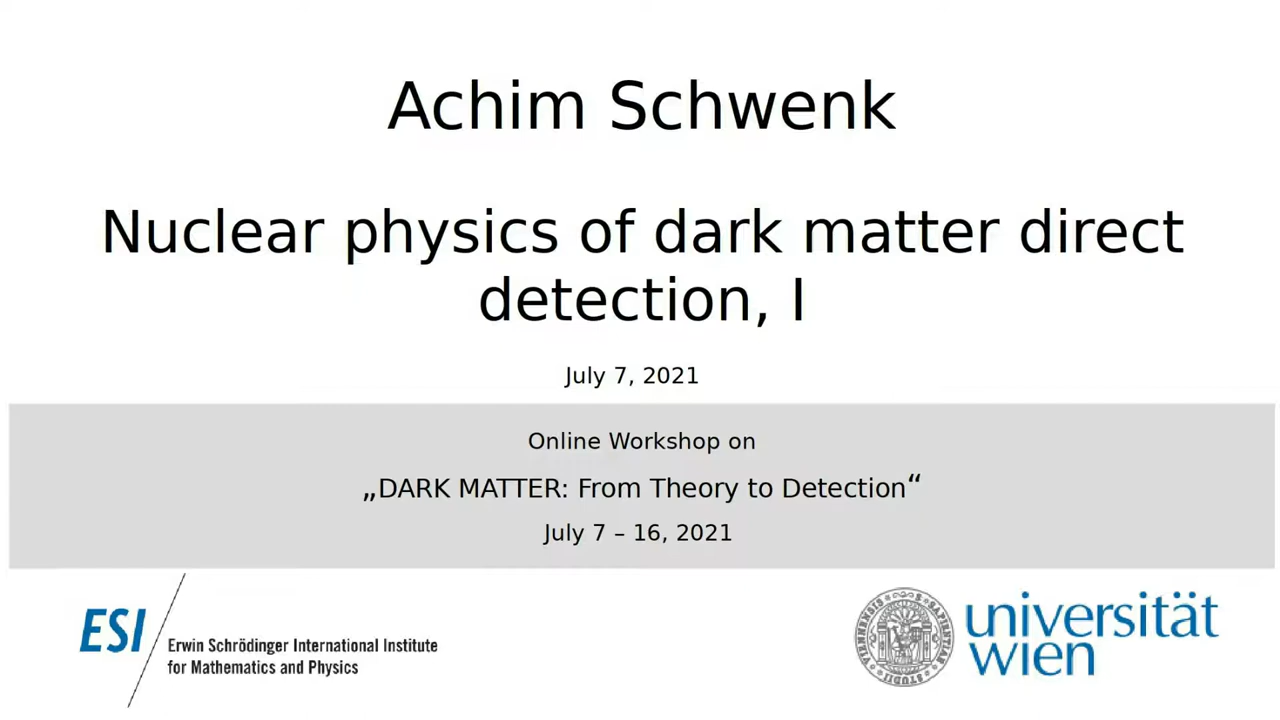 Achim Schwenk
Nuclear physics of dark matter direct
detection, I
July 7, 2021
Online Workshop on
„DARK MATTER: From Theory to Detection“
July 7 – 16, 2021
ESI
Erwin Schrödinger International Institute
for Mathematics and Physics
universität
wien